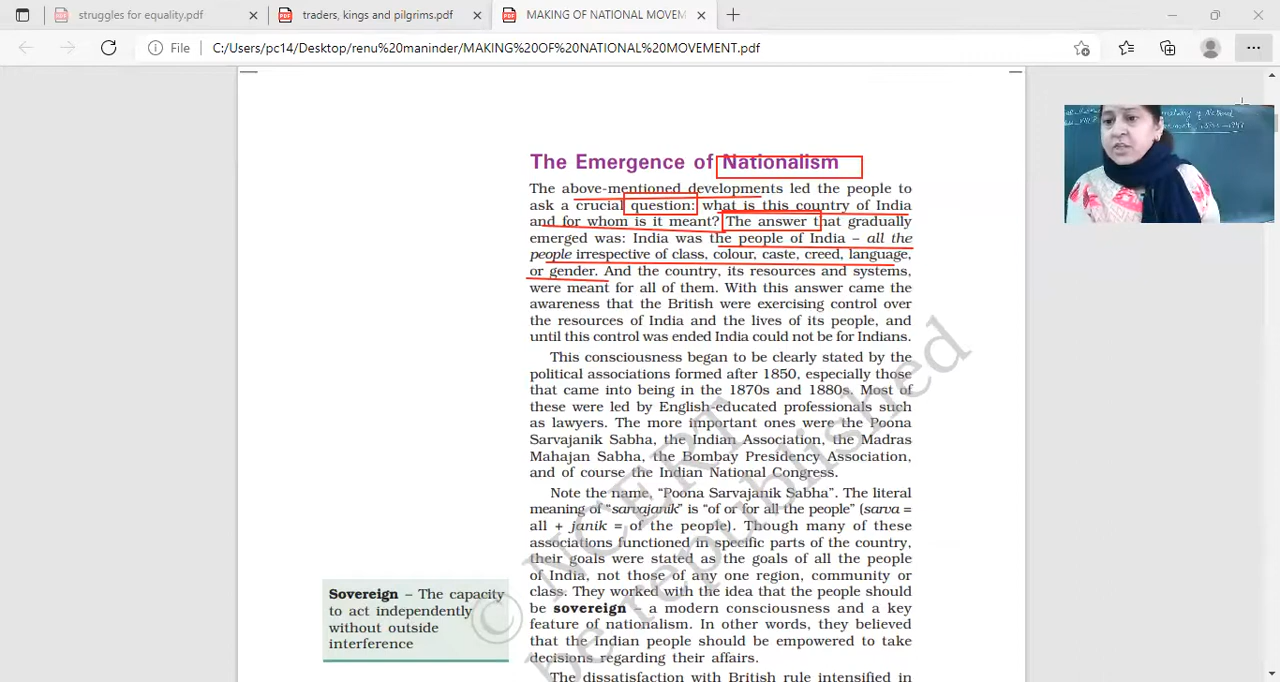 struggles for equality.pdf
traders, kings and pilgrims.pdf
MAKING OF NATIONAL MOVEM
File
C:/Users/pc14/Desktop/renu%20maninder/MAKING%20OF%20NATIONAL%20MOVEMENT.pdf
The Emergence of Nationalism
The above-mentioned developments led the people to
ask a crucial question: what is this country of India
and for whom is it meant? The answer that gradually
emerged was: India was the people of India – all the
people irrespective of class, colour, caste, creed, language,
or gender. And the country, its resources and systems,
were meant for all of them. With this answer came the
awareness that the British were exercising control over
the resources of India and the lives of its people, and
until this control was ended India could not be for Indians.
This consciousness began to be clearly stated by the
political associations formed after 1850, especially those
that came into being in the 1870s and 1880s. Most of
these were led by English-educated professionals such
as lawyers. The more important ones were the Poona
Sarvajanik Sabha, the Indian Association, the Madras
Mahajan Sabha, the Bombay Presidency Association,
and of course the Indian National Congress.
Note the name, “Poona Sarvajanik Sabha”. The literal
meaning of “sarvajanik” is “of or for all the people” (sarva =
all + janik = of the people). Though many of these
associations functioned in specific parts of the country,
their goals were stated as the goals of all the people
of India, not those of any one region, community or
class. They worked with the idea that the people should
be sovereign – a modern consciousness and a key
feature of nationalism. In other words, they believed
that the Indian people should be empowered to take
decisions regarding their affairs.
The dissatisfaction with British rule intensified in
Sovereign – The capacity
to act independently
without outside
interference
© NCERT
be republished
of National